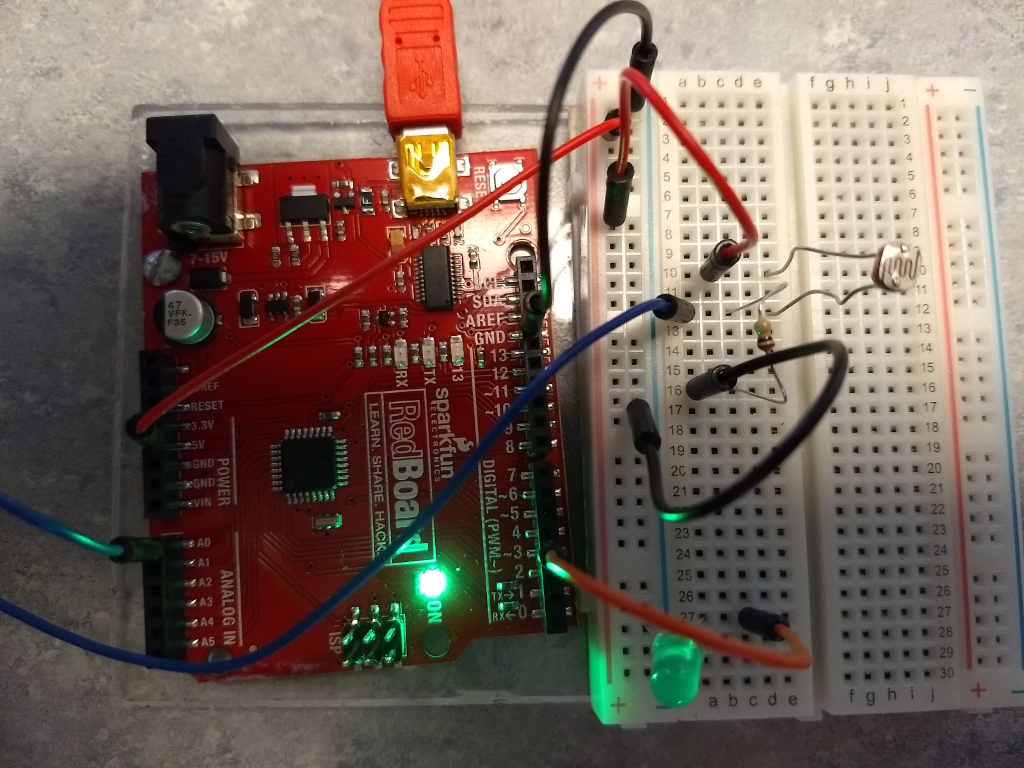 7-15V
47
VFK.
F35
SDA
AREF
GND
13
12
~11
~10
~9
8
7
~6
~5
4
~3
2
TX→1
RX←0
DIGITAL (PWM~)
RX
TX
13
sparkfun
ELECTRONICS
RedBoard
LEARN. SHARE. HACK
RESET
3.3V
5V
GND
GND
VIN
POWER
A0
A1
A2
A3
A4
A5
ANALOG IN
ISP
ON
+
a b c d e
f g h i j
+ −
1
2
3
4
5
6
7
8
9
10
11
13
14
15
16
17
18
19
20
21
23
24
25
26
27
28
29
30
a b c d e
f g h i j
+
+